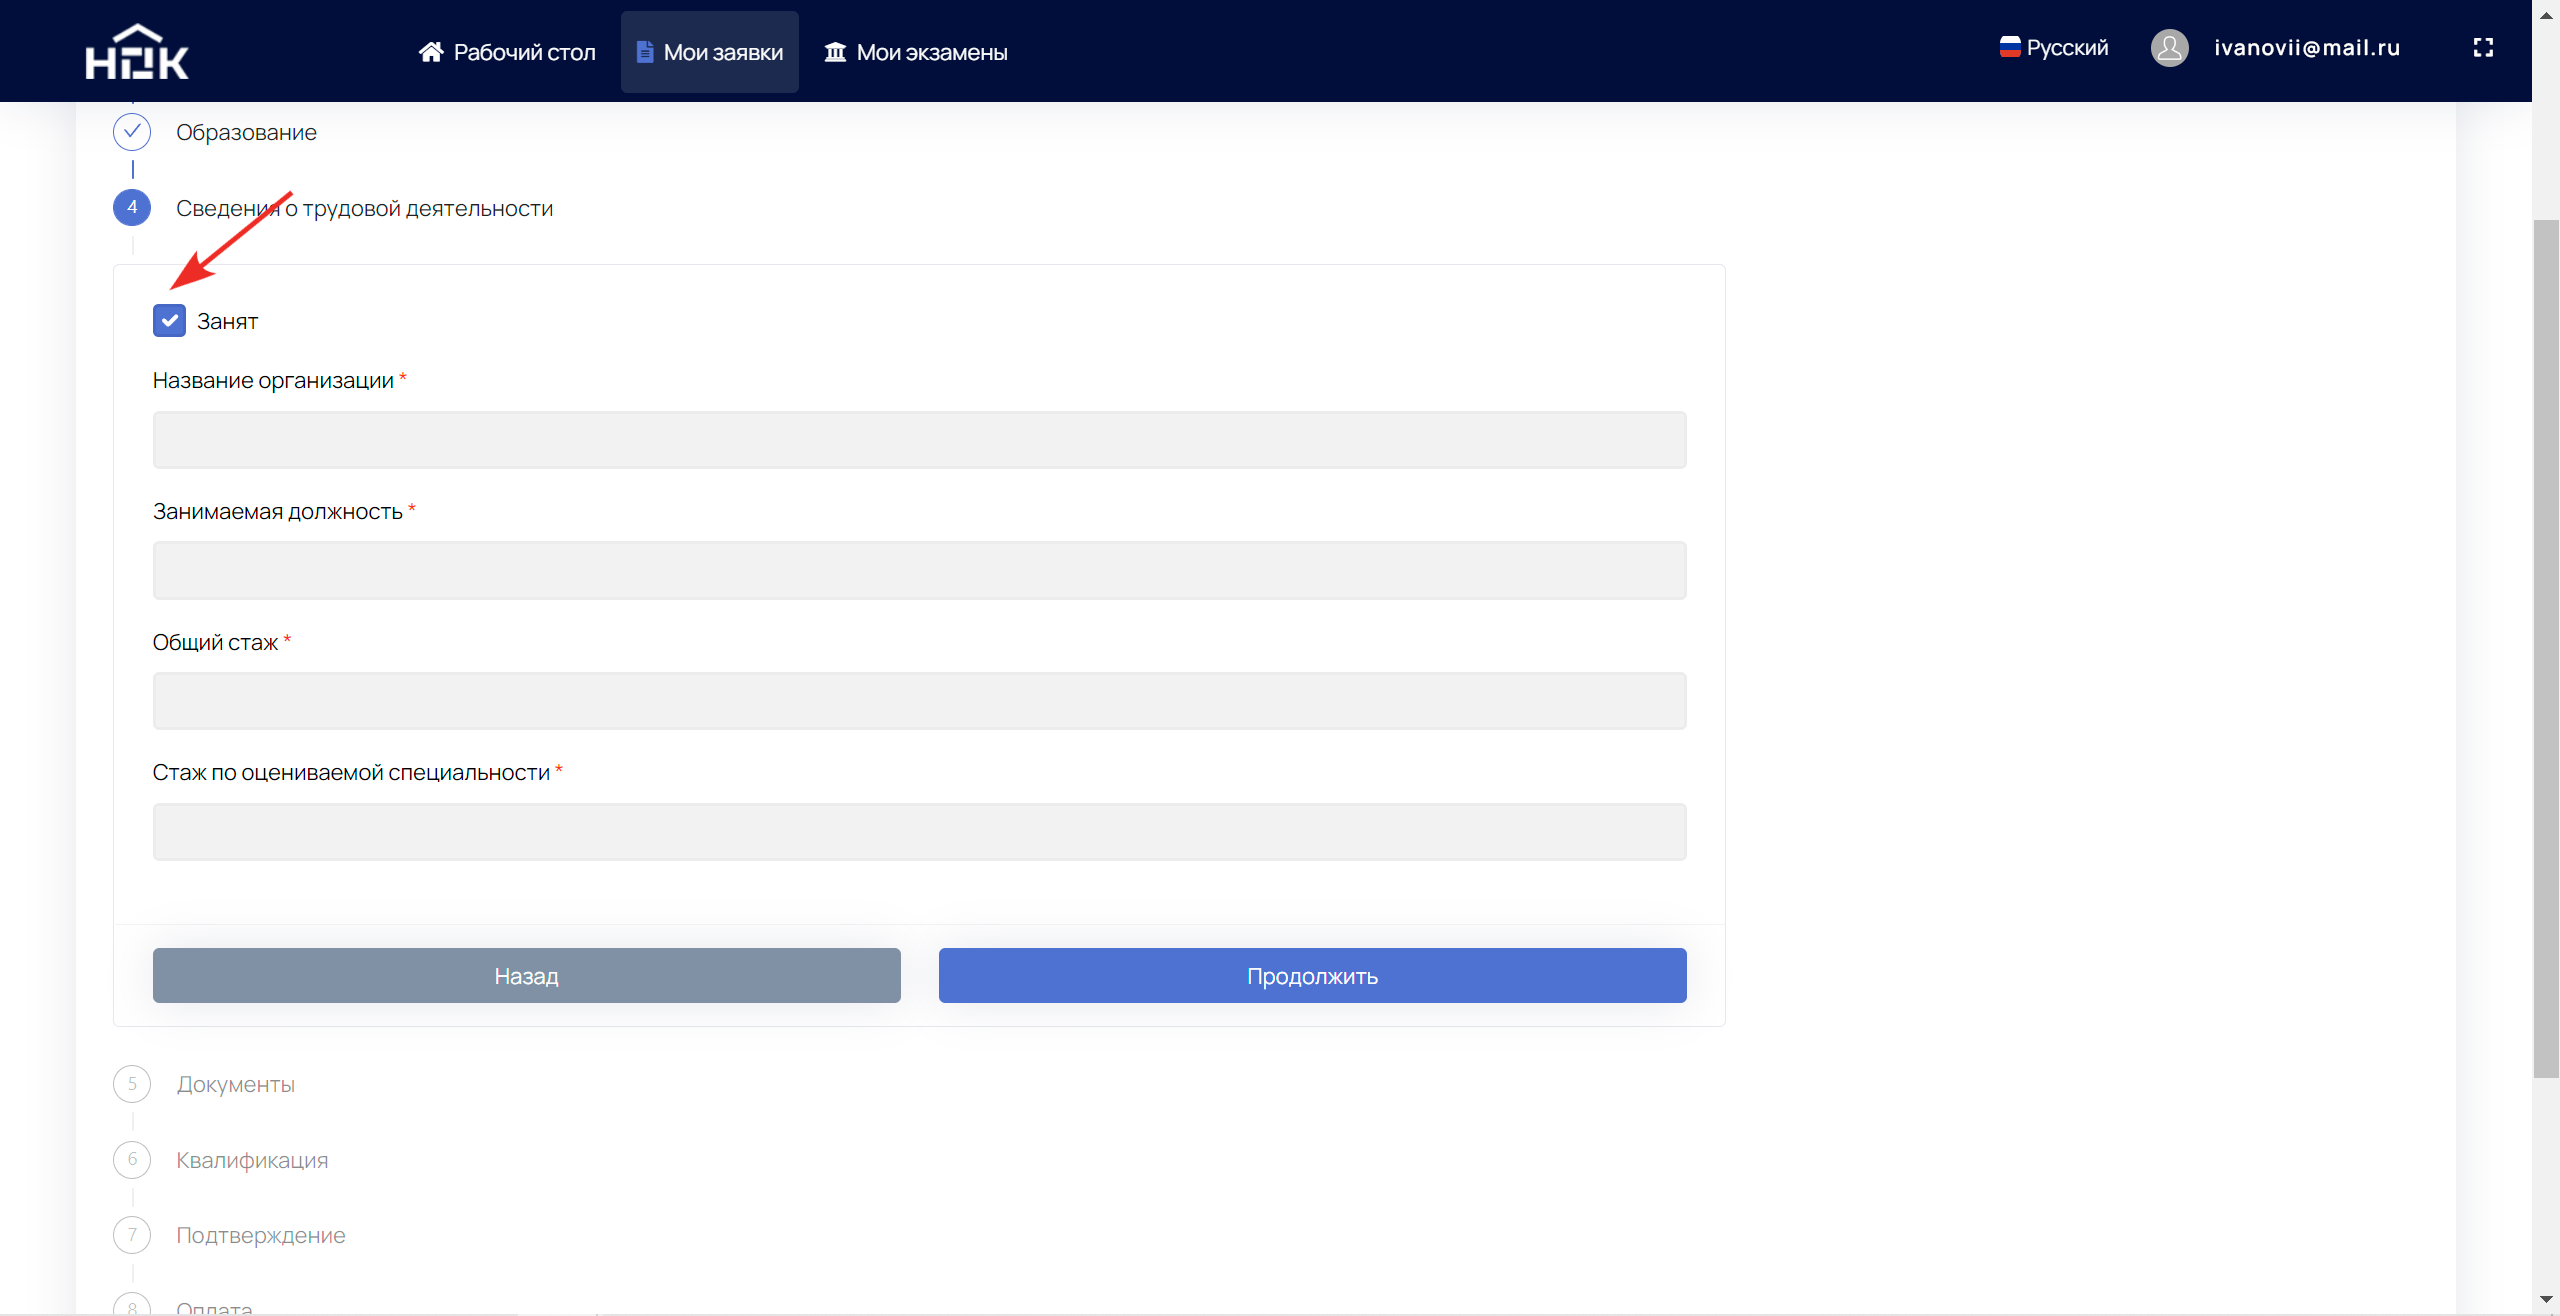 НОК
Рабочий стол
Мои заявки
Мои экзамены
Русский
ivanovii@mail.ru
Образование
4
Сведения о трудовой деятельности
Занят
Название организации *
Занимаемая должность *
Общий стаж *
Стаж по оцениваемой специальности *
Назад
Продолжить
5
Документы
6
Квалификация
7
Подтверждение
8
Оплата